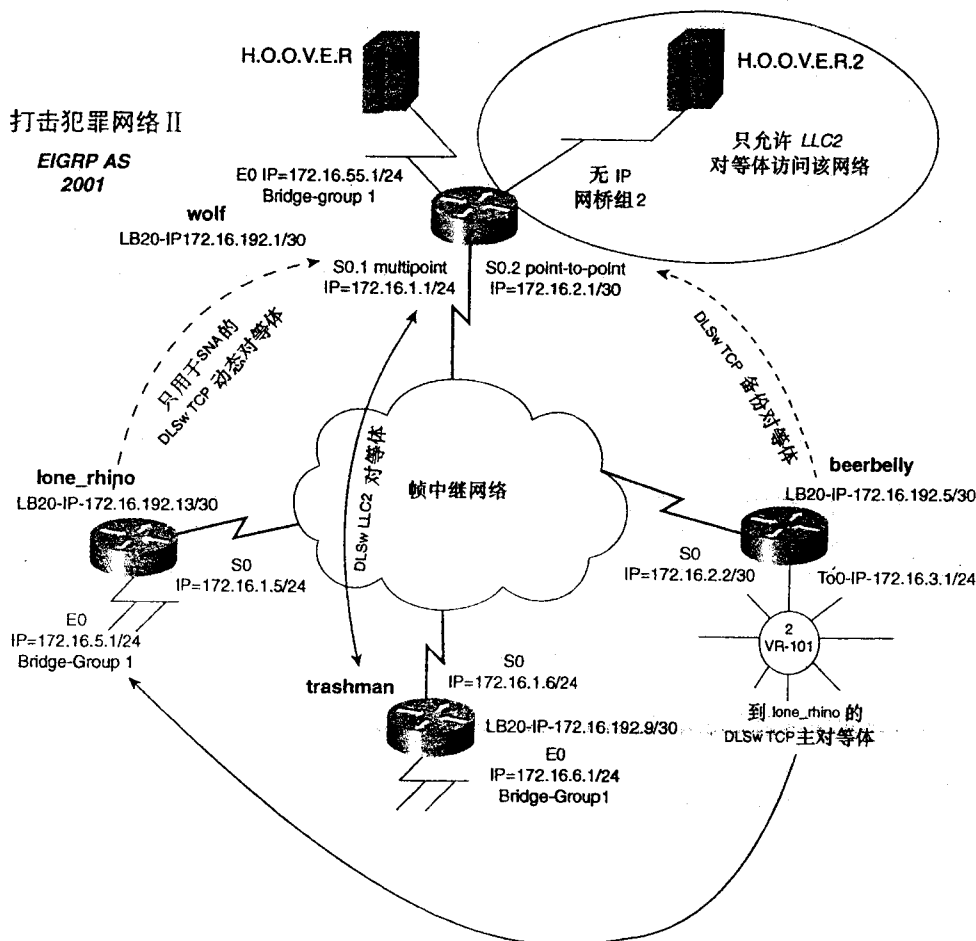 H.O.O.V.E.R
H.O.O.V.E.R.2
打击犯罪网络 II
EIGRP AS
2001
只允许 LLC2
对等体访问该网络
E0 IP=172.16.55.1/24
Bridge-group 1
无 IP
网桥组 2
wolf
LB20-IP172.16.192.1/30
S0.1 multipoint
IP=172.16.1.1/24
S0.2 point-to-point
IP=172.16.2.1/30
只用于SNA的
DLSw TCP 动态对等体
DLSw LLC2 对等体
DLSw TCP 备份对等体
lone_rhino
LB20-IP-172.16.192.13/30
帧中继网络
beerbelly
LB20-IP-172.16.192.5/30
S0
IP=172.16.1.5/24
S0
IP=172.16.2.2/30
To0-IP-172.16.3.1/24
E0
IP=172.16.5.1/24
Bridge-Group 1
2
VR-101
trashman
S0
IP=172.16.1.6/24
LB20-IP-172.16.192.9/30
E0
IP=172.16.6.1/24
Bridge-Group1
到 lone_rhino 的
DLSw TCP 主对等体